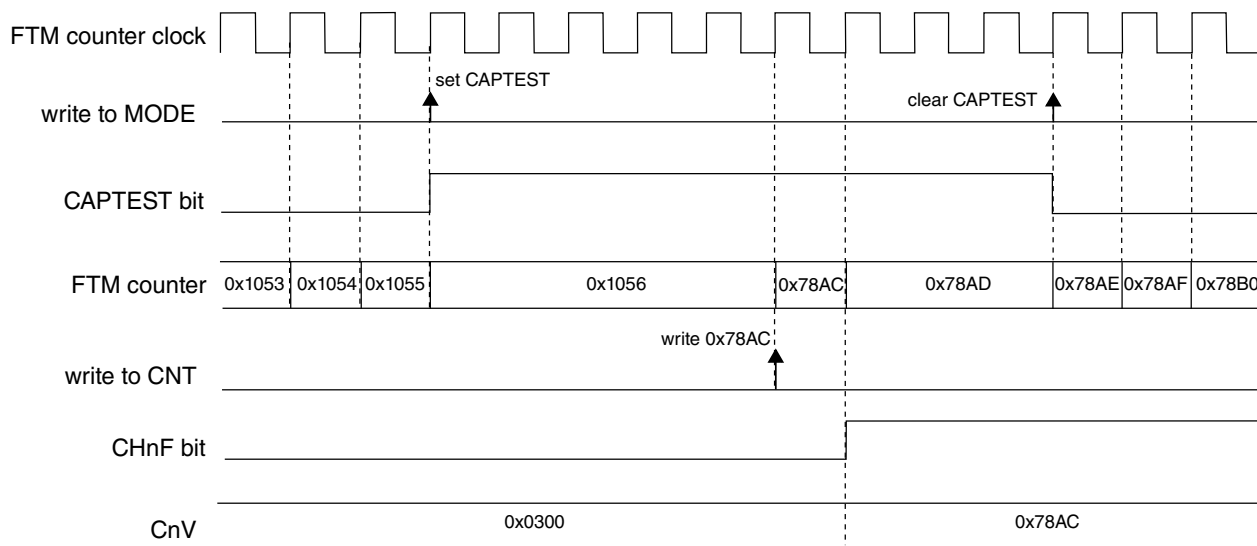 FTM counter clock
set CAPTEST
clear CAPTEST
write to MODE
CAPTEST bit
FTM counter 0x1053 0x1054 0x1055 0x1056 0x78AC 0x78AD 0x78AE 0x78AF 0x78B0
write 0x78AC
write to CNT
CHnF bit
CnV 0x0300 0x78AC